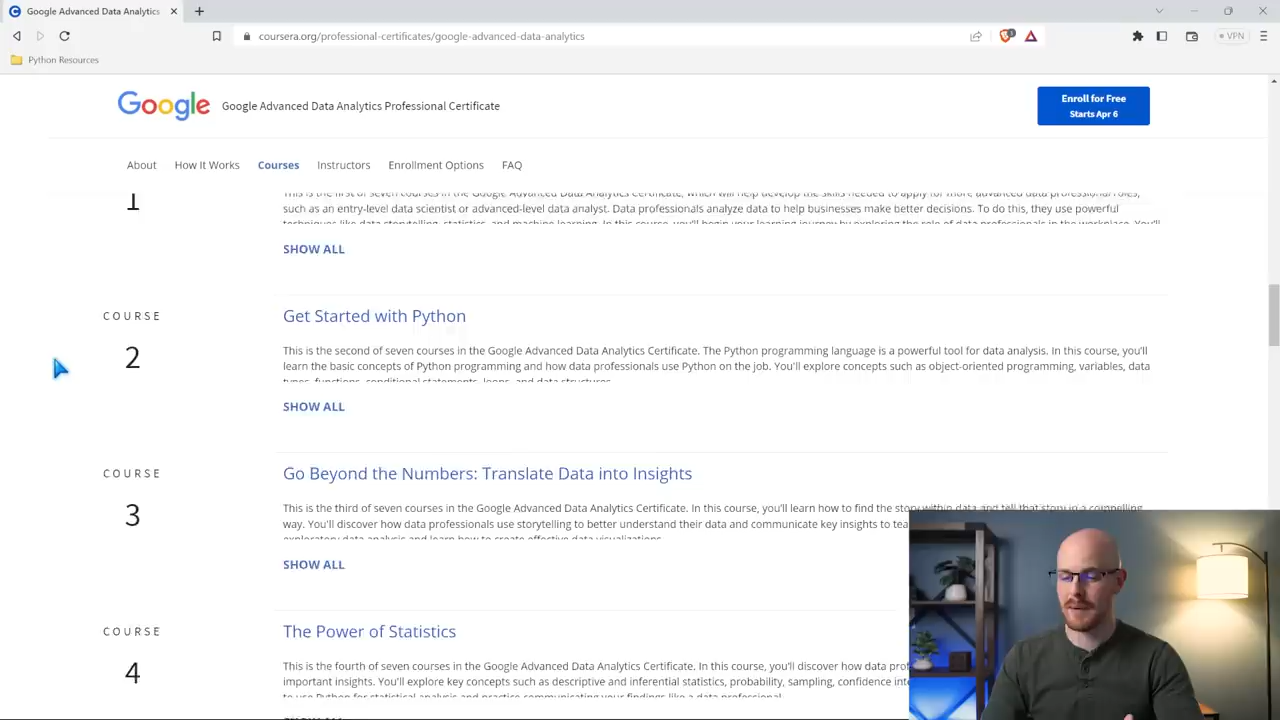 Google Advanced Data Analytics
coursera.org/professional-certificates/google-advanced-data-analytics
1
VPN
Python Resources
Google
Google Advanced Data Analytics Professional Certificate
Enroll for Free
Starts Apr 6
About How It Works Courses Instructors Enrollment Options FAQ
1
This is the first of seven courses in the Google Advanced Data Analytics Certificate, which will help develop the skills needed to apply for more advanced data professional roles,
such as an entry-level data scientist or advanced-level data analyst. Data professionals analyze data to help businesses make better decisions. To do this, they use powerful
techniques like data storytelling, statistics, and machine learning. In this course, you'll begin your learning journey by exploring the role of data professionals in the workplace. You'll
SHOW ALL
COURSE
2
Get Started with Python
This is the second of seven courses in the Google Advanced Data Analytics Certificate. The Python programming language is a powerful tool for data analysis. In this course, you'll
learn the basic concepts of Python programming and how data professionals use Python on the job. You'll explore concepts such as object-oriented programming, variables, data
types, functions, conditional statements, loops, and data structures.
SHOW ALL
COURSE
3
Go Beyond the Numbers: Translate Data into Insights
This is the third of seven courses in the Google Advanced Data Analytics Certificate. In this course, you'll learn how to find the story within data and tell that story in a compelling
way. You'll discover how data professionals use storytelling to better understand their data and communicate key insights to
exploratory data analysis and learn how to create effective data visualizations.
SHOW ALL
COURSE
4
The Power of Statistics
This is the fourth of seven courses in the Google Advanced Data Analytics Certificate. In this course, you'll discover how data
important insights. You'll explore key concepts such as descriptive and inferential statistics, probability, sampling, confidence
to use Python for statistical analysis and practice communicating your findings like a data professional.